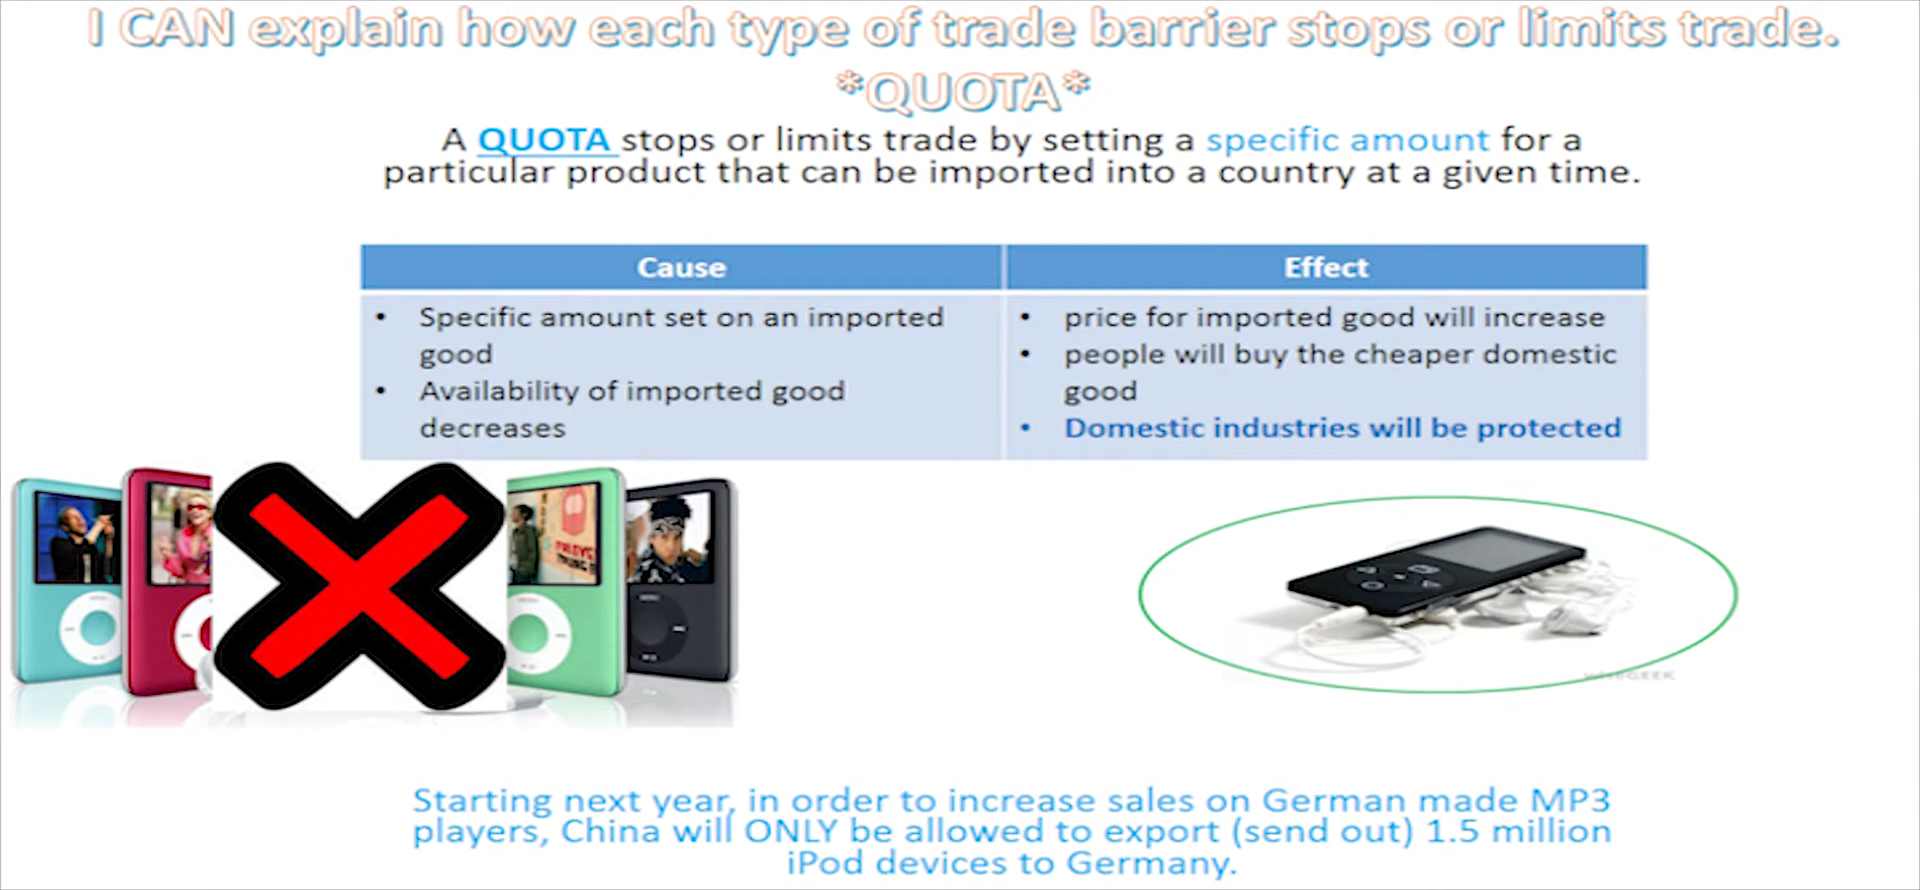 I CAN explain how each type of trade barrier stops or limits trade.
*QUOTA*
A QUOTA stops or limits trade by setting a specific amount for a
particular product that can be imported into a country at a given time.
Cause
Effect
• Specific amount set on an imported
good
• Availability of imported good
decreases
• price for imported good will increase
• people will buy the cheaper domestic
good
• Domestic industries will be protected
MENU
MENU
Starting next year, in order to increase sales on German made MP3
players, China will ONLY be allowed to export (send out) 1.5 million
iPod devices to Germany.